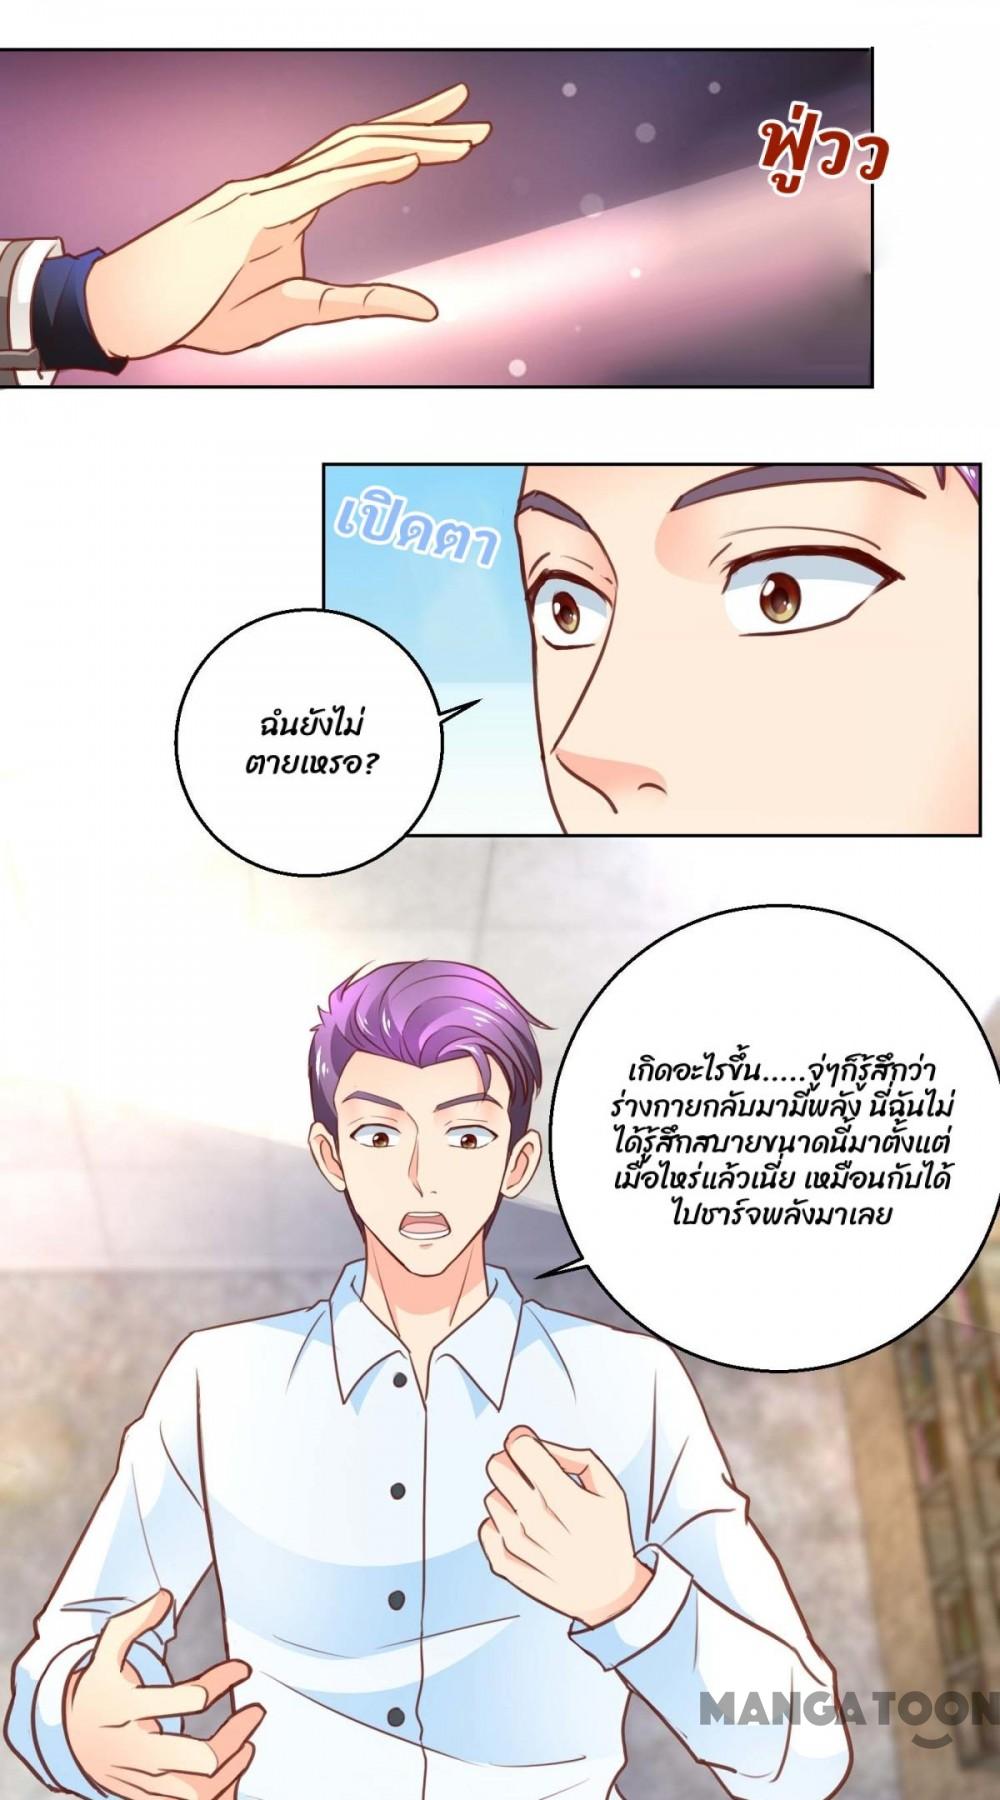 ฟู่วว
เปิดตา
ฉันยังไม่
ตายเหรอ?
เกิดอะไรขึ้น.....จู่ๆก็รู้สึกว่า
ร่างกายกลับมามีพลัง นี่ฉันไม่
ได้รู้สึกสบายขนาดนี้มาตั้งแต่
เมื่อไหร่แล้วเนี่ย เหมือนกับได้
ไปชาร์จพลังมาเลย
MANGATOON